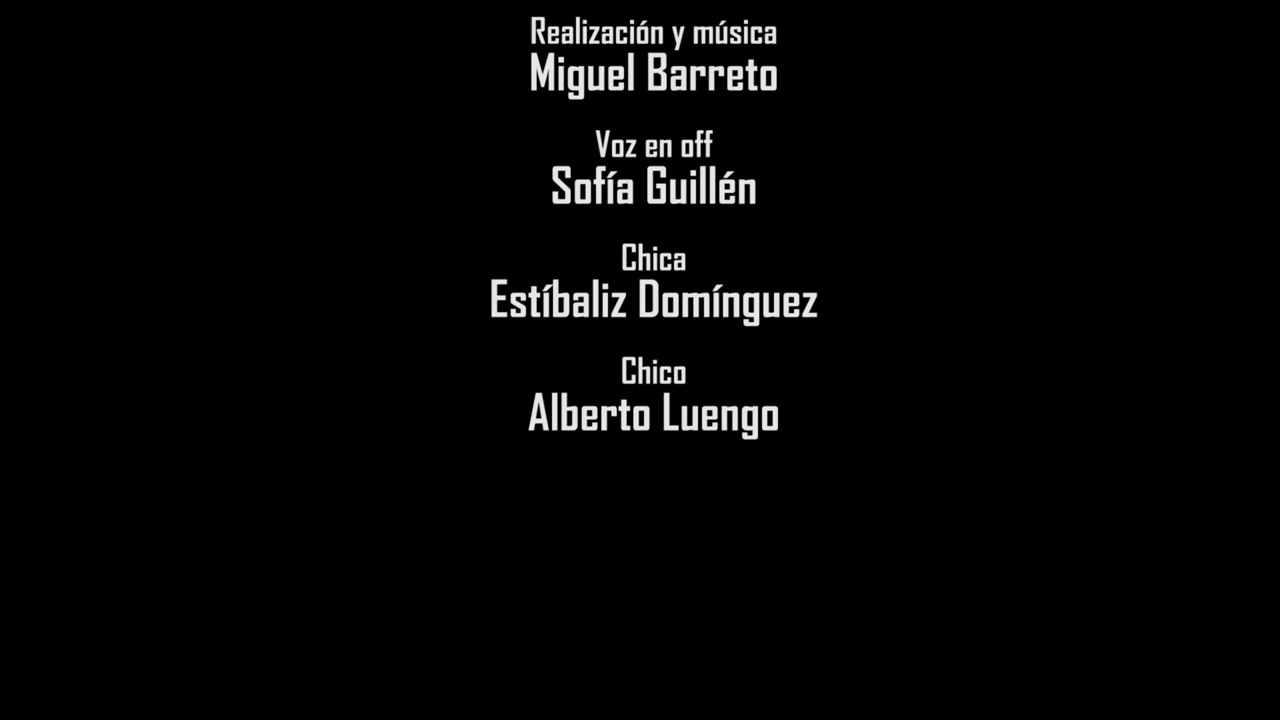 Realización y música
Miguel Barreto
Voz en off
Sofía Guillén
Chica
Estíbaliz Domínguez
Chico
Alberto Luengo